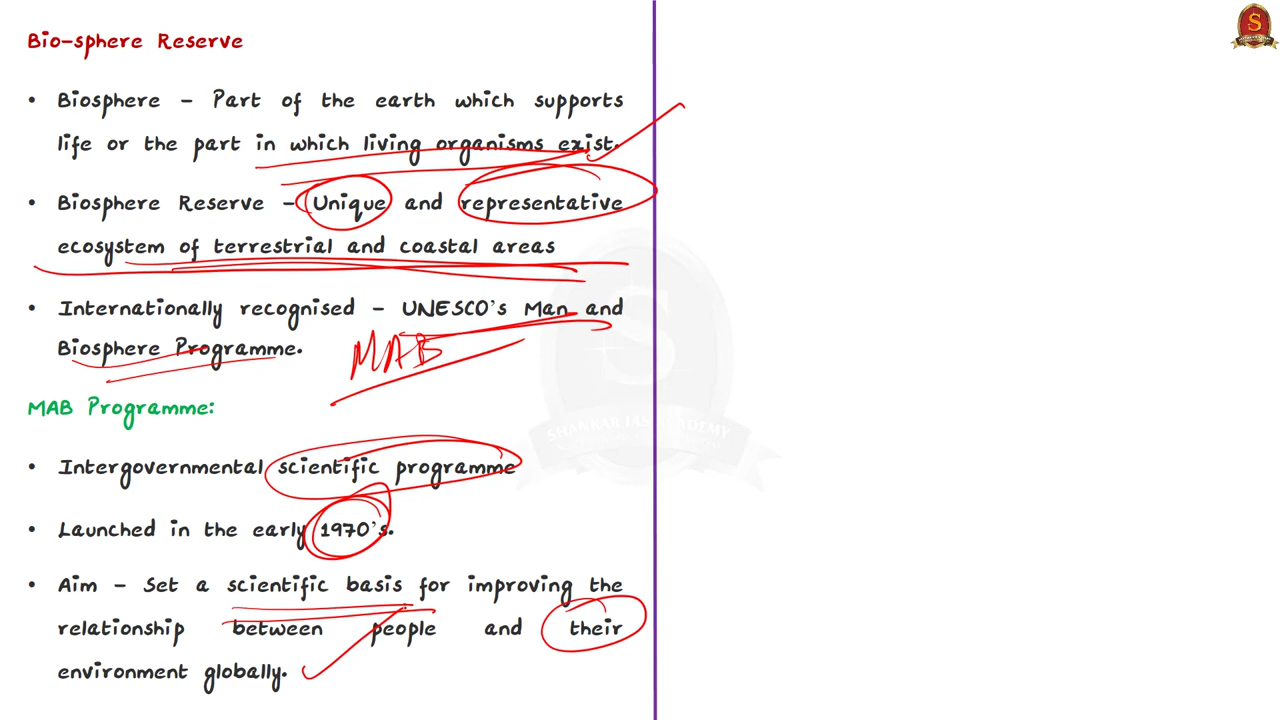 Bio-sphere Reserve
• Biosphere – Part of the earth which supports
life or the part in which living organisms exist.
• Biosphere Reserve – Unique and representative
ecosystem of terrestrial and coastal areas
• Internationally recognised – UNESCO's Man and
Biosphere Programme.
MAB
MAB Programme:
• Intergovernmental scientific programme
• Launched in the early 1970's.
• Aim – Set a scientific basis for improving the
relationship between people and their
environment globally.
S
SHANKAR IAS ACADEMY